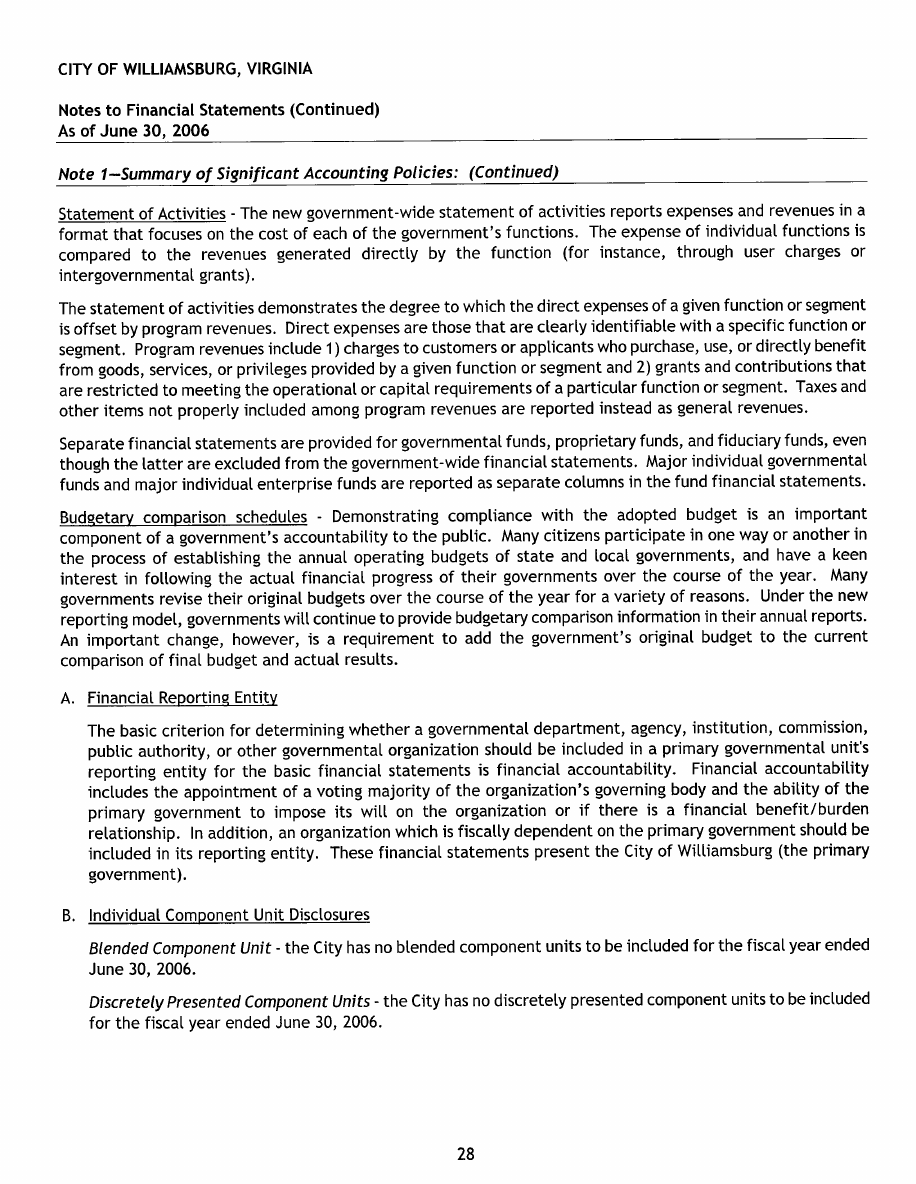 CITY OF WILLIAMSBURG, VIRGINIA
Notes to Financial Statements (Continued)
As of June 30, 2006
Note 1—Summary of Significant Accounting Policies: (Continued)
Statement of Activities - The new government-wide statement of activities reports expenses and revenues in a
format that focuses on the cost of each of the government's functions. The expense of individual functions is
compared to the revenues generated directly by the function (for instance, through user charges or
intergovernmental grants).
The statement of activities demonstrates the degree to which the direct expenses of a given function or segment
is offset by program revenues. Direct expenses are those that are clearly identifiable with a specific function or
segment. Program revenues include 1) charges to customers or applicants who purchase, use, or directly benefit
from goods, services, or privileges provided by a given function or segment and 2) grants and contributions that
are restricted to meeting the operational or capital requirements of a particular function or segment. Taxes and
other items not properly included among program revenues are reported instead as general revenues.
Separate financial statements are provided for governmental funds, proprietary funds, and fiduciary funds, even
though the latter are excluded from the government-wide financial statements. Major individual governmental
funds and major individual enterprise funds are reported as separate columns in the fund financial statements.
Budgetary comparison schedules - Demonstrating compliance with the adopted budget is an important
component of a government's accountability to the public. Many citizens participate in one way or another in
the process of establishing the annual operating budgets of state and local governments, and have a keen
interest in following the actual financial progress of their governments over the course of the year. Many
governments revise their original budgets over the course of the year for a variety of reasons. Under the new
reporting model, governments will continue to provide budgetary comparison information in their annual reports.
An important change, however, is a requirement to add the government's original budget to the current
comparison of final budget and actual results.
A. Financial Reporting Entity
The basic criterion for determining whether a governmental department, agency, institution, commission,
public authority, or other governmental organization should be included in a primary governmental unit's
reporting entity for the basic financial statements is financial accountability. Financial accountability
includes the appointment of a voting majority of the organization's governing body and the ability of the
primary government to impose its will on the organization or if there is a financial benefit/burden
relationship. In addition, an organization which is fiscally dependent on the primary government should be
included in its reporting entity. These financial statements present the City of Williamsburg (the primary
government).
B. Individual Component Unit Disclosures
Blended Component Unit - the City has no blended component units to be included for the fiscal year ended
June 30, 2006.
Discretely Presented Component Units - the City has no discretely presented component units to be included
for the fiscal year ended June 30, 2006.
28